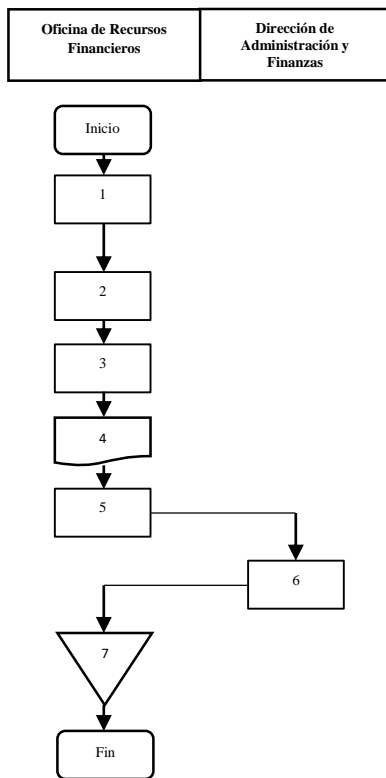 Oficina de Recursos
Financieros
Dirección de
Administración y
Finanzas
Inicio
1
2
3
4
5
6
7
Fin